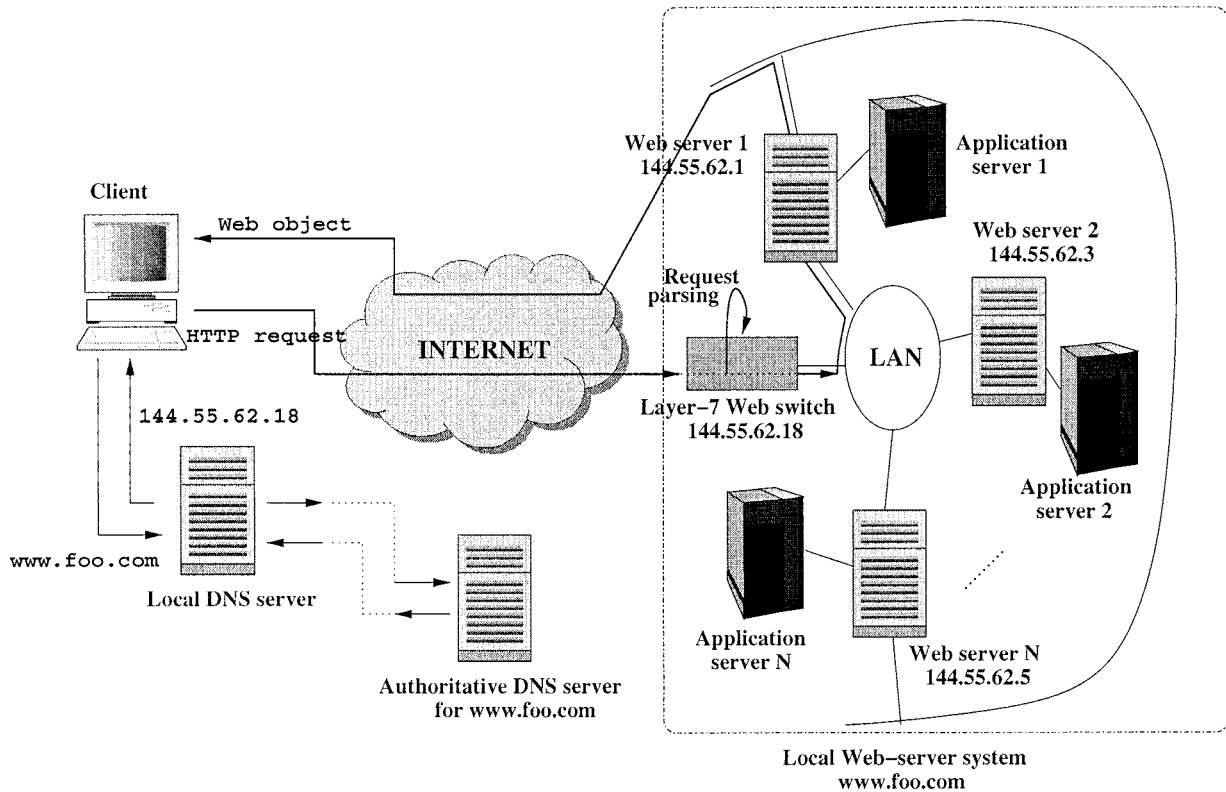 Client
Web object
HTTP request
INTERNET
144.55.62.18
www.foo.com
Local DNS server
Authoritative DNS server
for www.foo.com
Web server 1
144.55.62.1
Application
server 1
Web server 2
144.55.62.3
Request
parsing
LAN
Layer-7 Web switch
144.55.62.18
Application
server 2
Application
server N
Web server N
144.55.62.5
Local Web-server system
www.foo.com